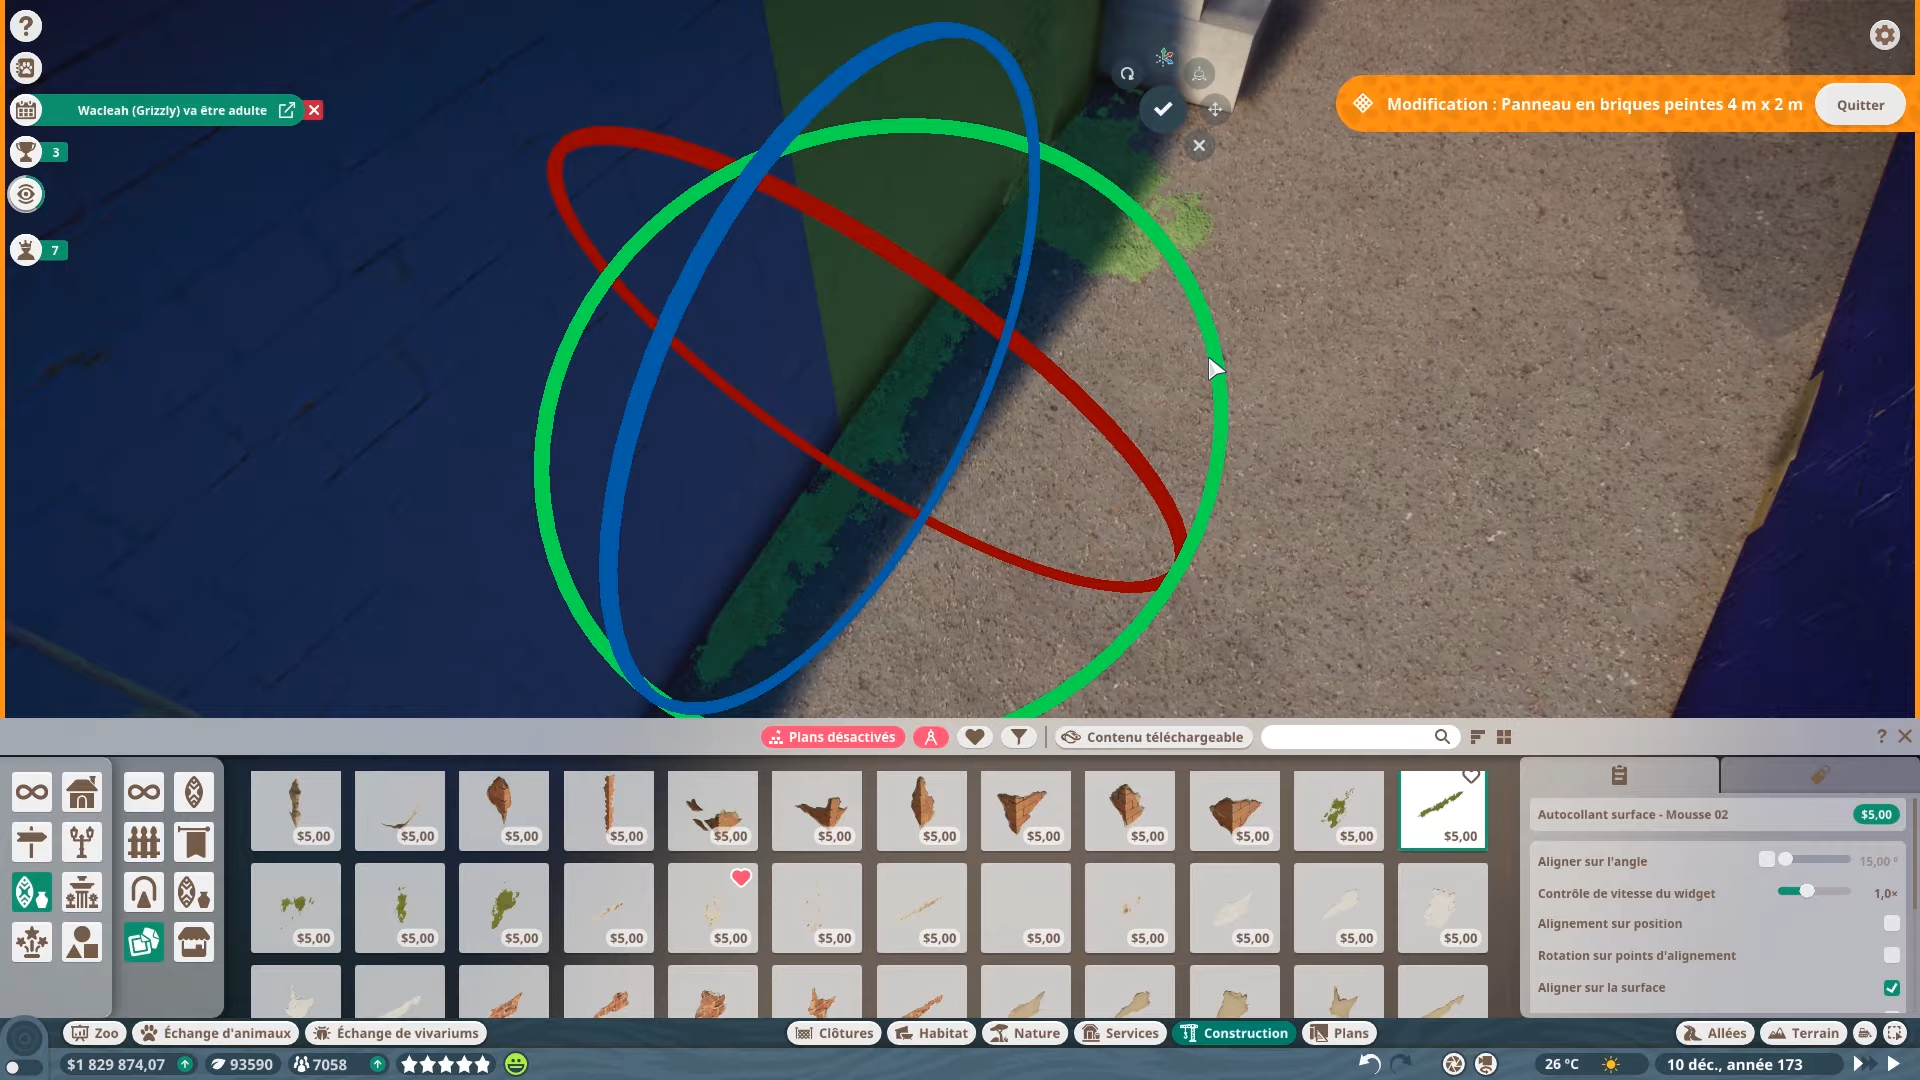 ?
Wacleah (Grizzly) va être adulte
3
7
Modification : Panneau en briques peintes 4 m x 2 m
Quitter
Plans désactivés
Contenu téléchargeable
?
$5,00 $5,00 $5,00 $5,00 $5,00 $5,00 $5,00 $5,00 $5,00 $5,00 $5,00 $5,00
$5,00 $5,00 $5,00 $5,00 $5,00 $5,00 $5,00 $5,00 $5,00 $5,00 $5,00 $5,00
Autocollant surface - Mousse 02 $5,00
Aligner sur l'angle 15,00 °
Contrôle de vitesse du widget 1,0×
Alignement sur position
Rotation sur points d'alignement
Aligner sur la surface
Zoo Échange d'animaux Échange de vivariums Clôtures Habitat Nature Services Construction Plans Allées Terrain
$1 829 874,07 93590 7058 26 °C 10 déc., année 173